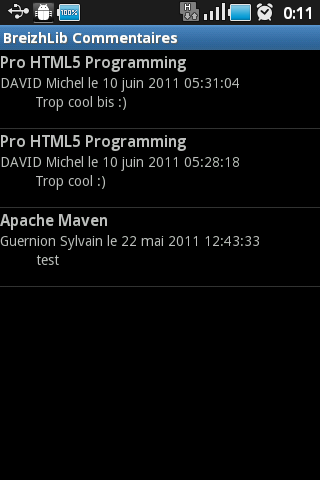 100% H 0:11
BreizhLib Commentaires
Pro HTML5 Programming
DAVID Michel le 10 juin 2011 05:31:04
Trop cool bis :)
Pro HTML5 Programming
DAVID Michel le 10 juin 2011 05:28:18
Trop cool :)
Apache Maven
Guernion Sylvain le 22 mai 2011 12:43:33
test